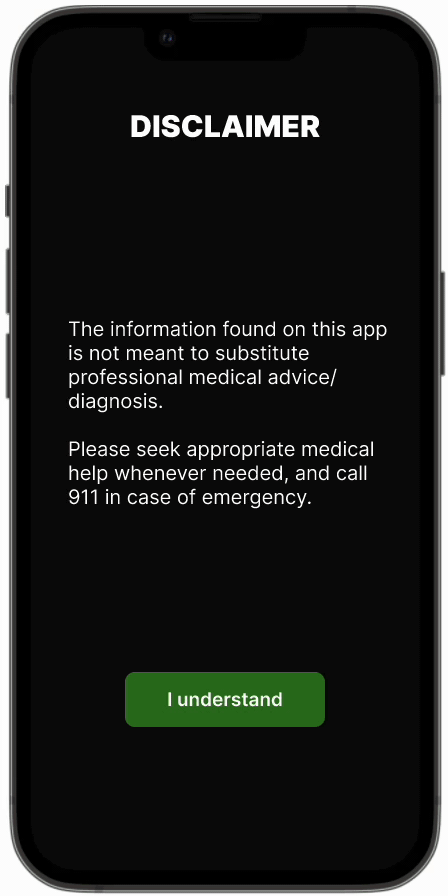 DISCLAIMER
The information found on this app
is not meant to substitute
professional medical advice/
diagnosis.
Please seek appropriate medical
help whenever needed, and call
911 in case of emergency.
I understand